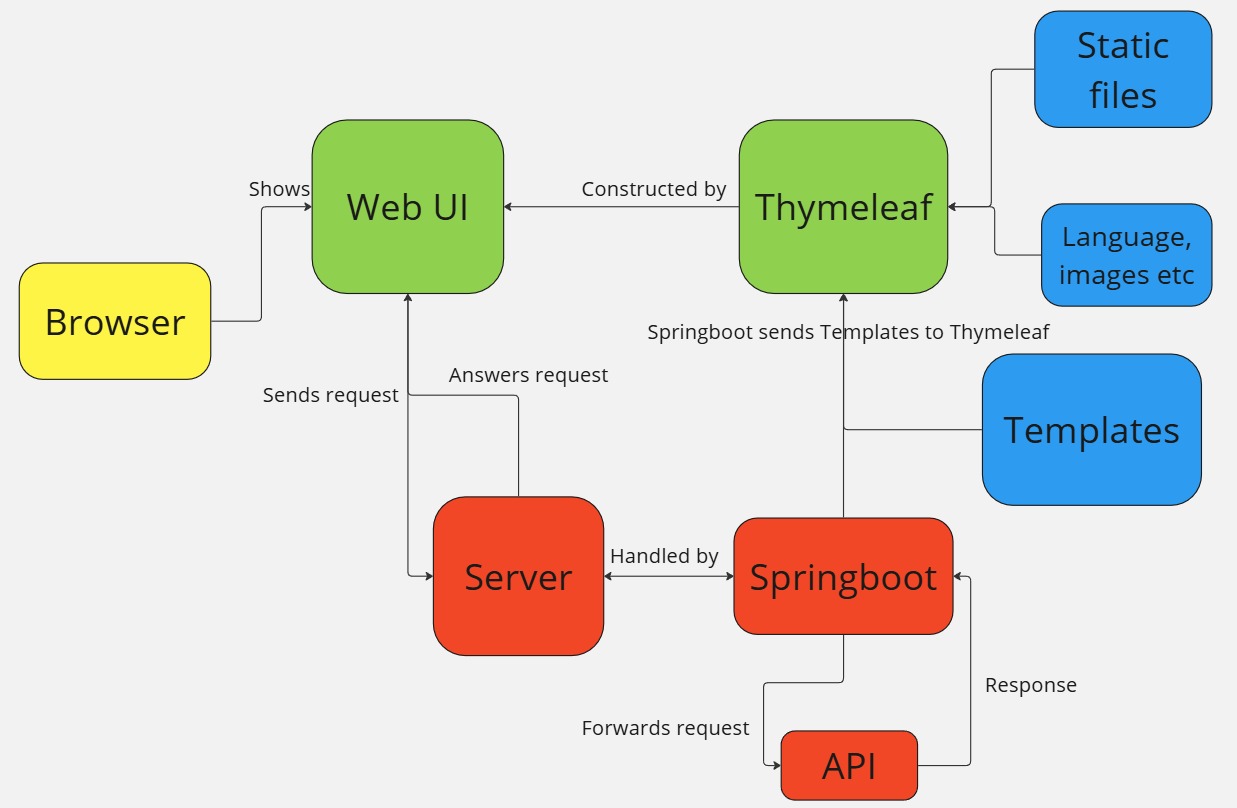 Static
files
Shows
Web UI
Constructed by
Thymeleaf
Language,
images etc
Browser
Springboot sends Templates to Thymeleaf
Answers request
Sends request
Templates
Handled by
Server
Springboot
Response
Forwards request
API